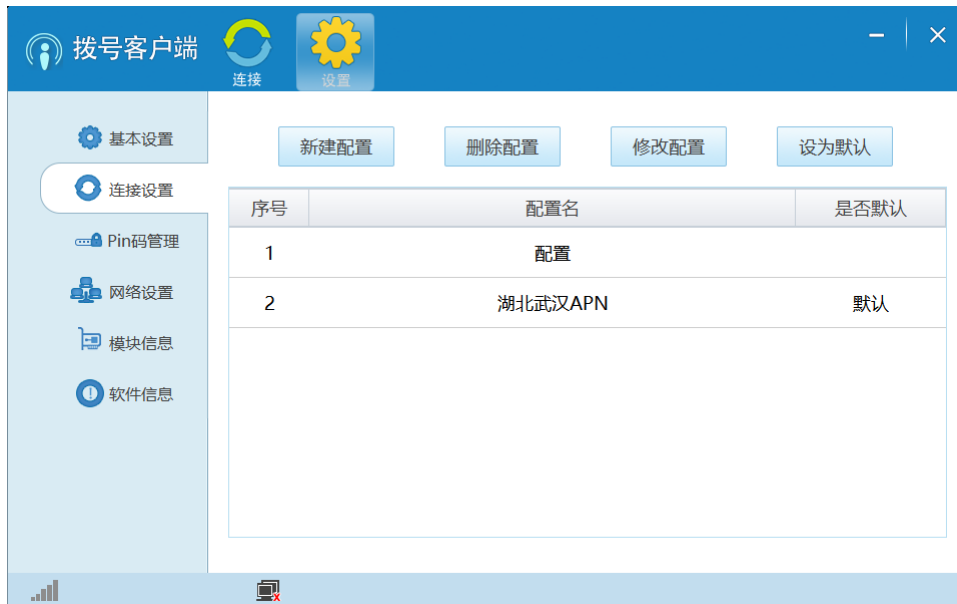 拨号客户端
连接
设置
基本设置
连接设置
Pin码管理
网络设置
模块信息
软件信息
新建配置 删除配置 修改配置 设为默认
序号 配置名 是否默认
1 配置
2 湖北武汉APN 默认